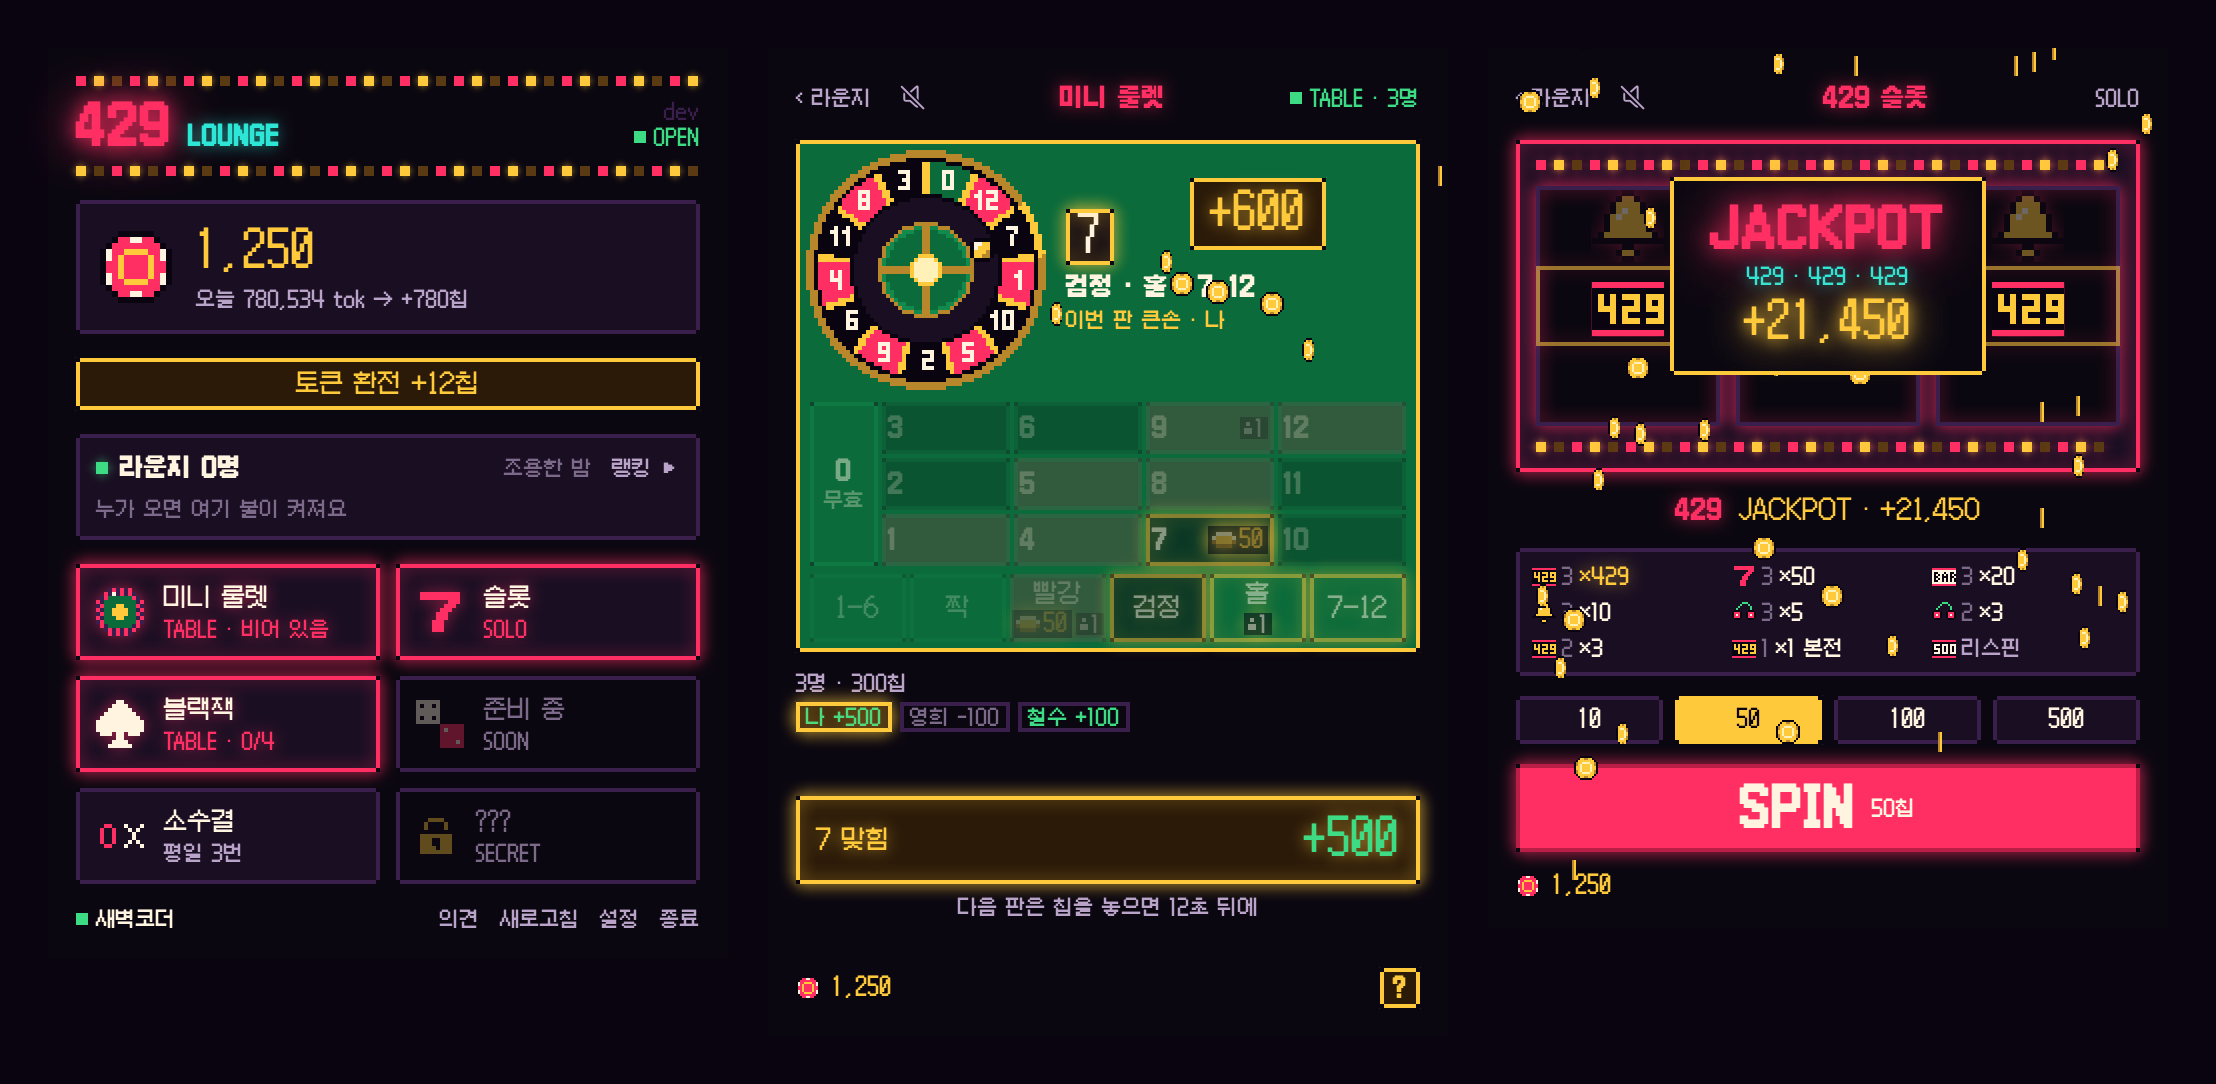 429 LOUNGE
dev
OPEN
1,250
오늘 780,534 tok → +780칩
토큰 환전 +12칩
라운지 0명
조용한 밤 랭킹
누가 오면 여기 불이 켜져요
미니 룰렛
TABLE · 비어 있음
7
슬롯
SOLO
블랙잭
TABLE · 0/4
준비 중
SOON
OX
소수결
평일 3번
???
SECRET
새벽코더
의견 새로고침 설정 종료
‹ 라운지
미니 룰렛
TABLE · 3명
3 0 12 7 1 10 5 2 9 6 4 11 8
7
+600
검정 · 홀 · 7-12
이번 판 큰손 · 나
3 6 9 1 12
0
무효
2 5 8 11
1 4 7 50 10
1-6 짝 빨강 50 1 검정 홀 1 7-12
3명 · 300칩
나 +500 영희 -100 철수 +100
7 맞힘 +500
다음 판은 칩을 놓으면 12초 뒤에
1,250
?
‹ 라운지
429 슬롯
SOLO
JACKPOT
429 · 429 · 429
+21,450
429
429
429 JACKPOT · +21,450
429 3 ×429 7 3 ×50 BAR 3 ×20
×10 3 ×5 2 ×3
429 2 ×3 429 1 ×1 본전 500 리스핀
10 50 100 500
SPIN 50칩
1,250